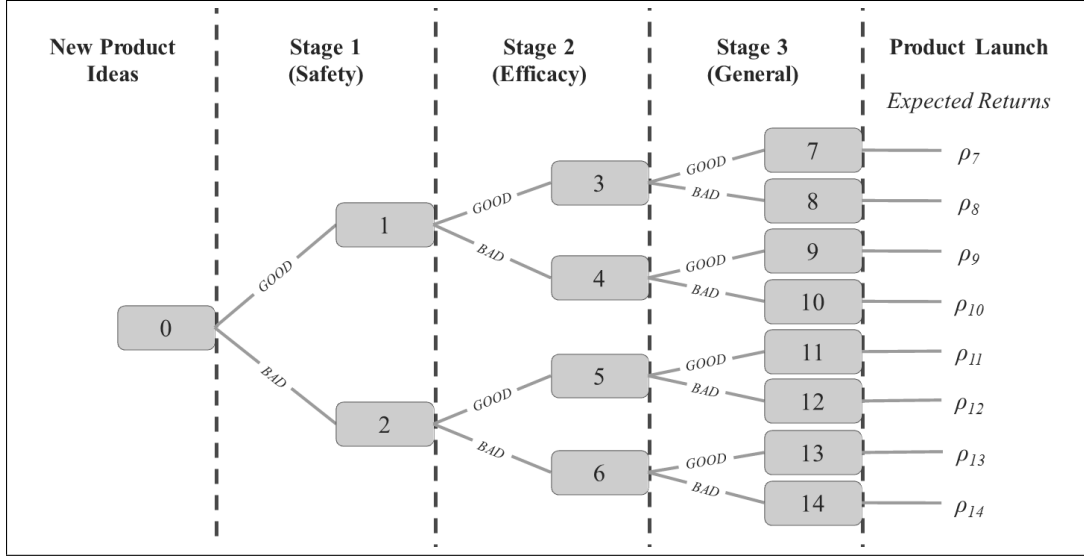 New Product
Ideas
Stage 1
(Safety)
Stage 2
(Efficacy)
Stage 3
(General)
Product Launch
Expected Returns
0
GOOD
BAD
1
2
GOOD
BAD
GOOD
BAD
3
4
5
6
GOOD
BAD
GOOD
BAD
GOOD
BAD
GOOD
BAD
7
8
9
10
11
12
13
14
ρ7
ρ8
ρ9
ρ10
ρ11
ρ12
ρ13
ρ14